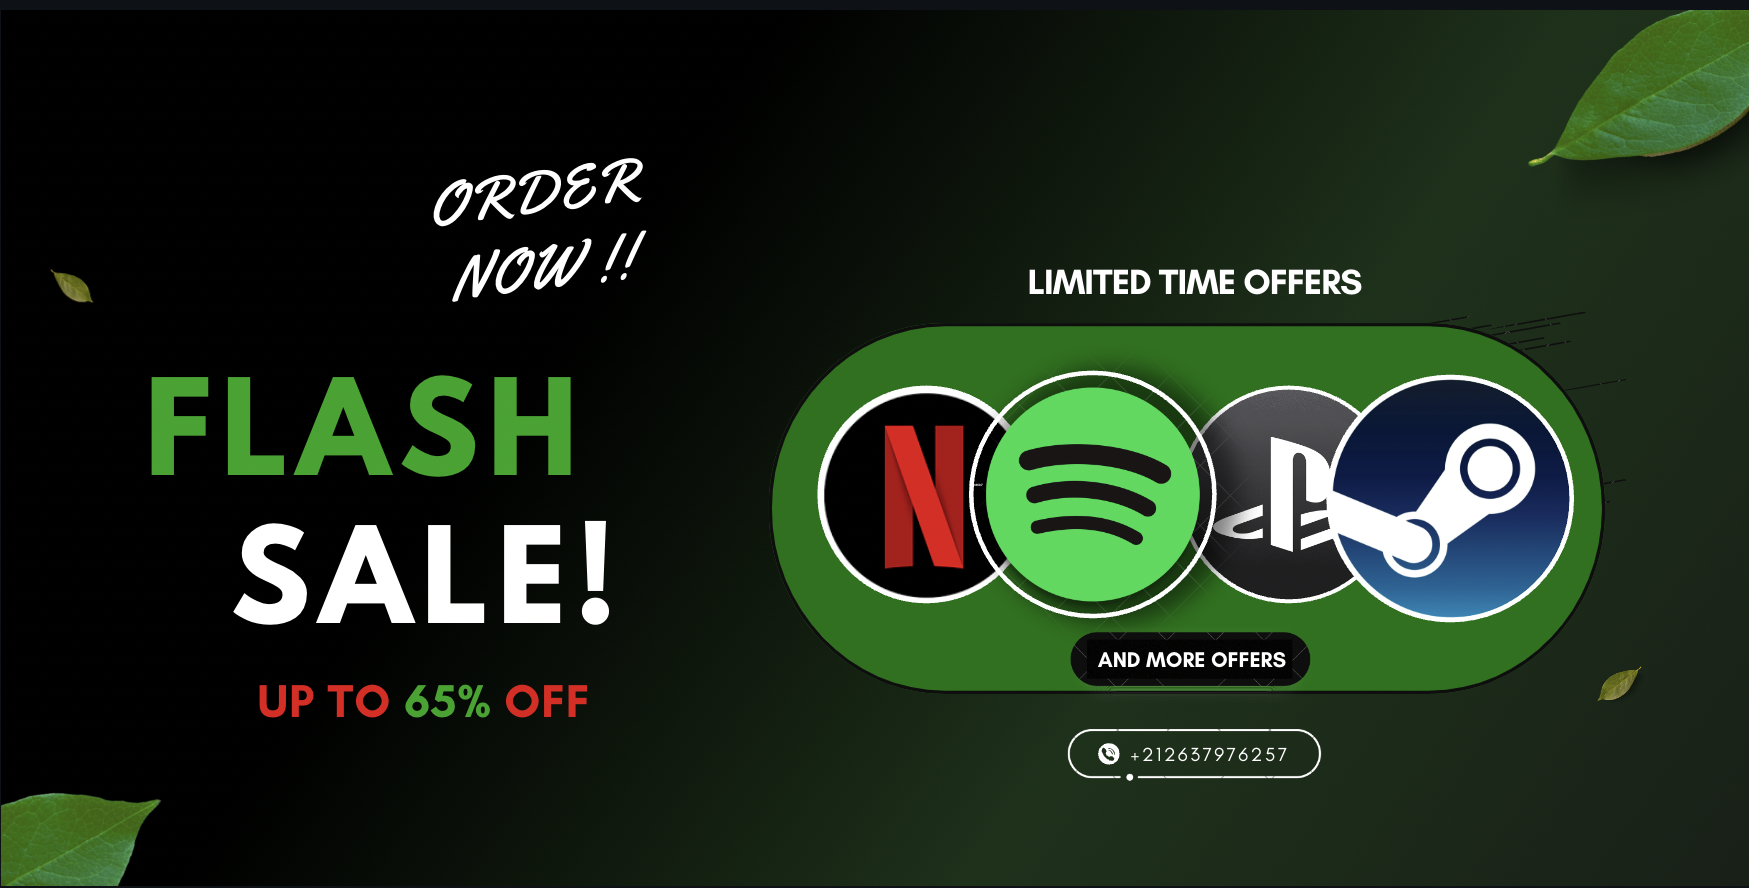 ORDER
NOW !!
FLASH
SALE!
UP TO 65% OFF
LIMITED TIME OFFERS
N
AND MORE OFFERS
+212637976257